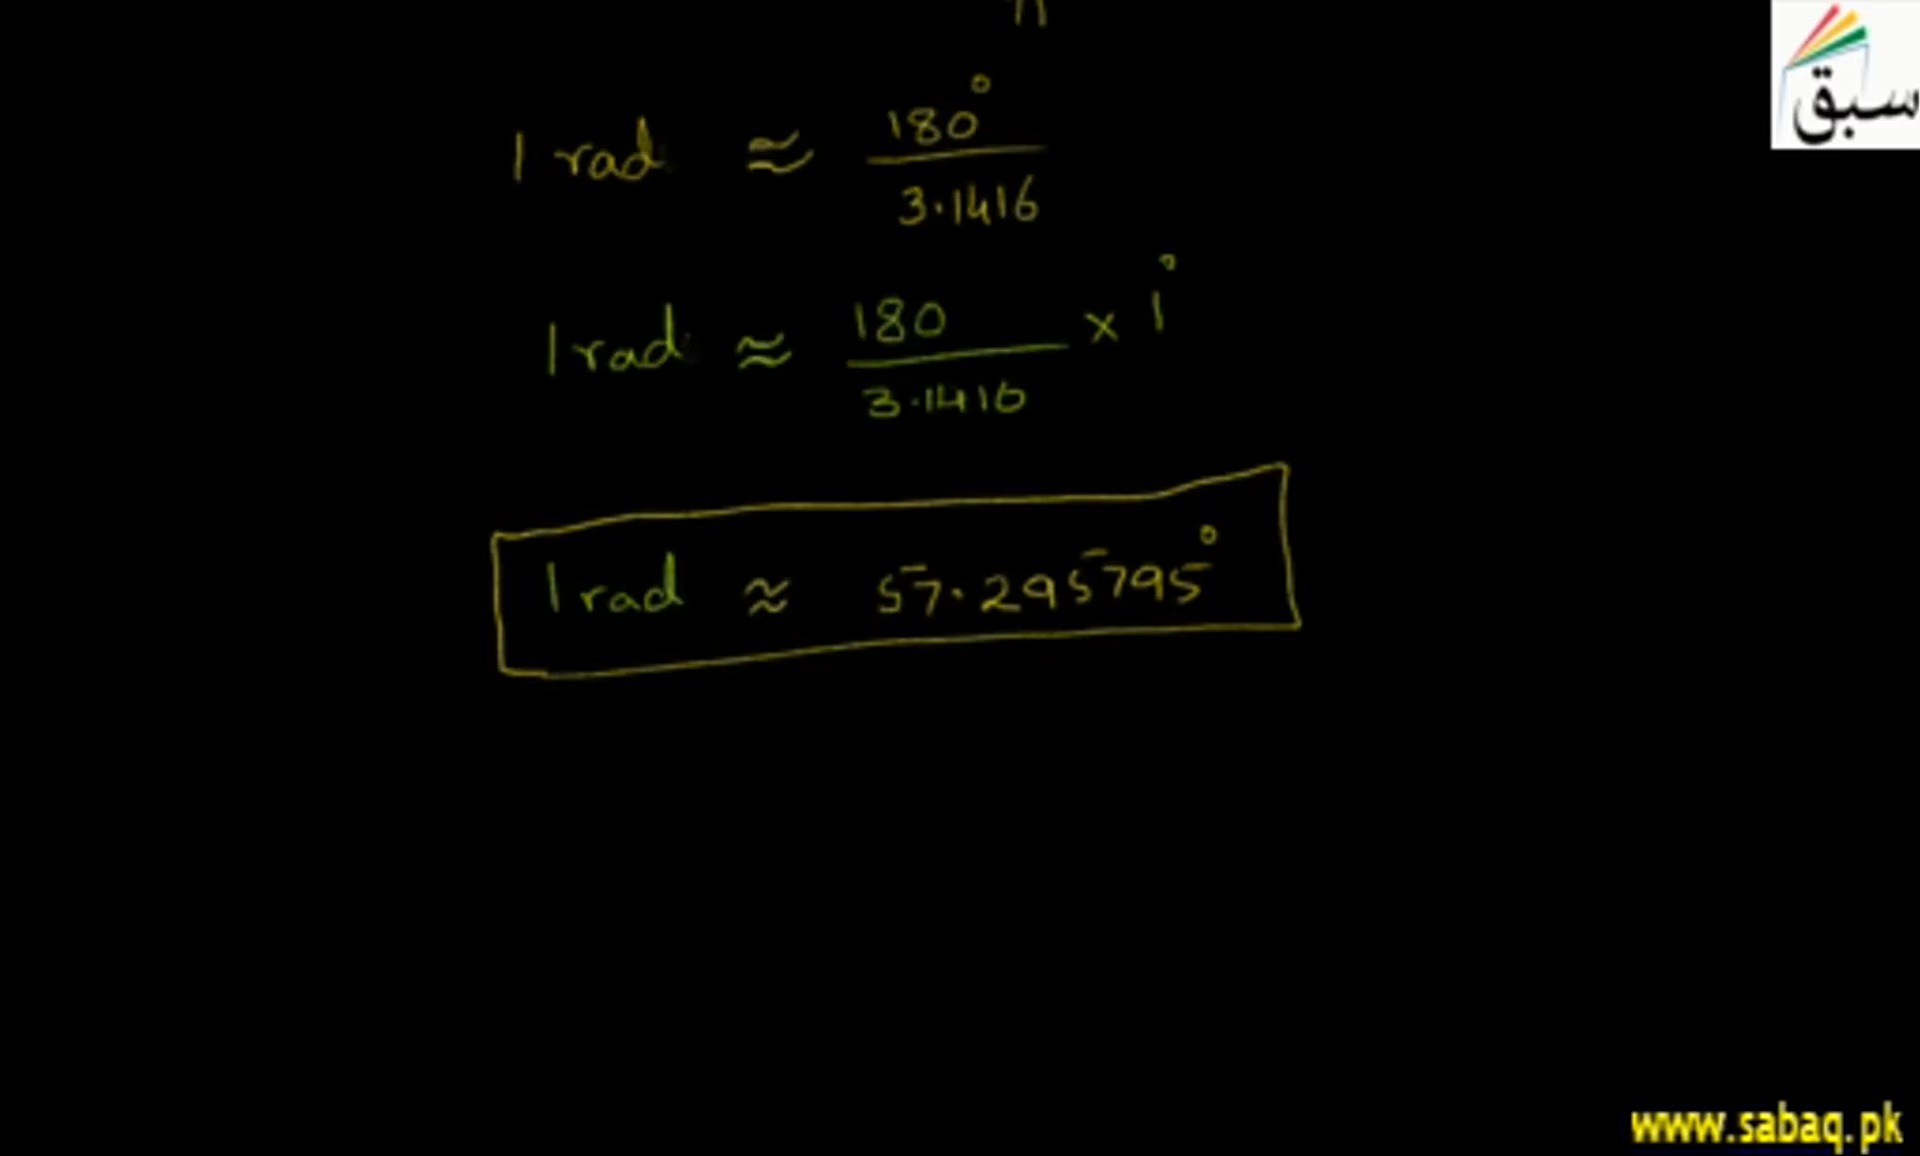 π
سبق
1 rad ≈ 180° / 3.1416
1 rad ≈ 180 / 3.1416 × 1°
1 rad ≈ 57.295795°
www.sabaq.pk